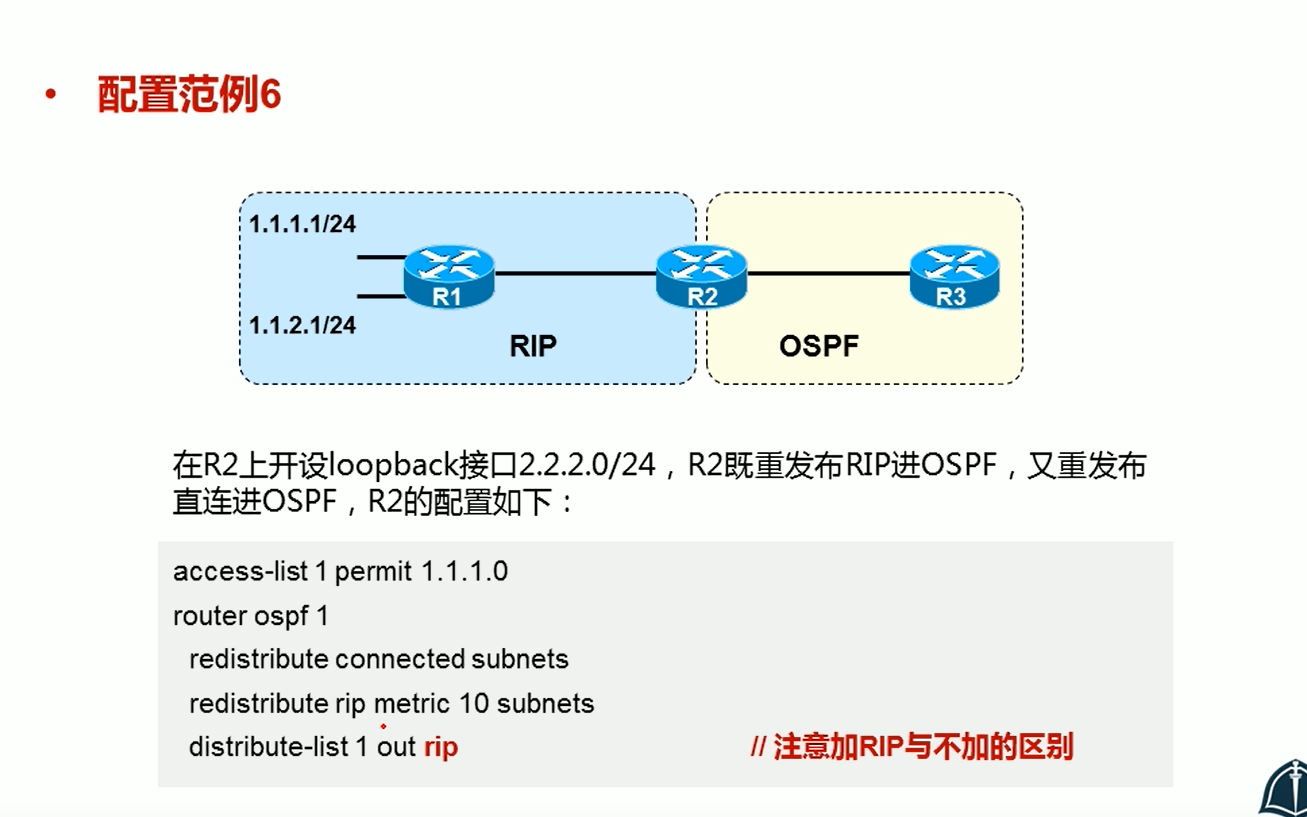 • 配置范例6
1.1.1.1/24
R1
R2
R3
1.1.2.1/24
RIP
OSPF
在R2上开设loopback接口2.2.2.0/24，R2既重发布RIP进OSPF，又重发布
直连进OSPF，R2的配置如下：
access-list 1 permit 1.1.1.0
router ospf 1
redistribute connected subnets
redistribute rip metric 10 subnets
distribute-list 1 out rip // 注意加RIP与不加的区别